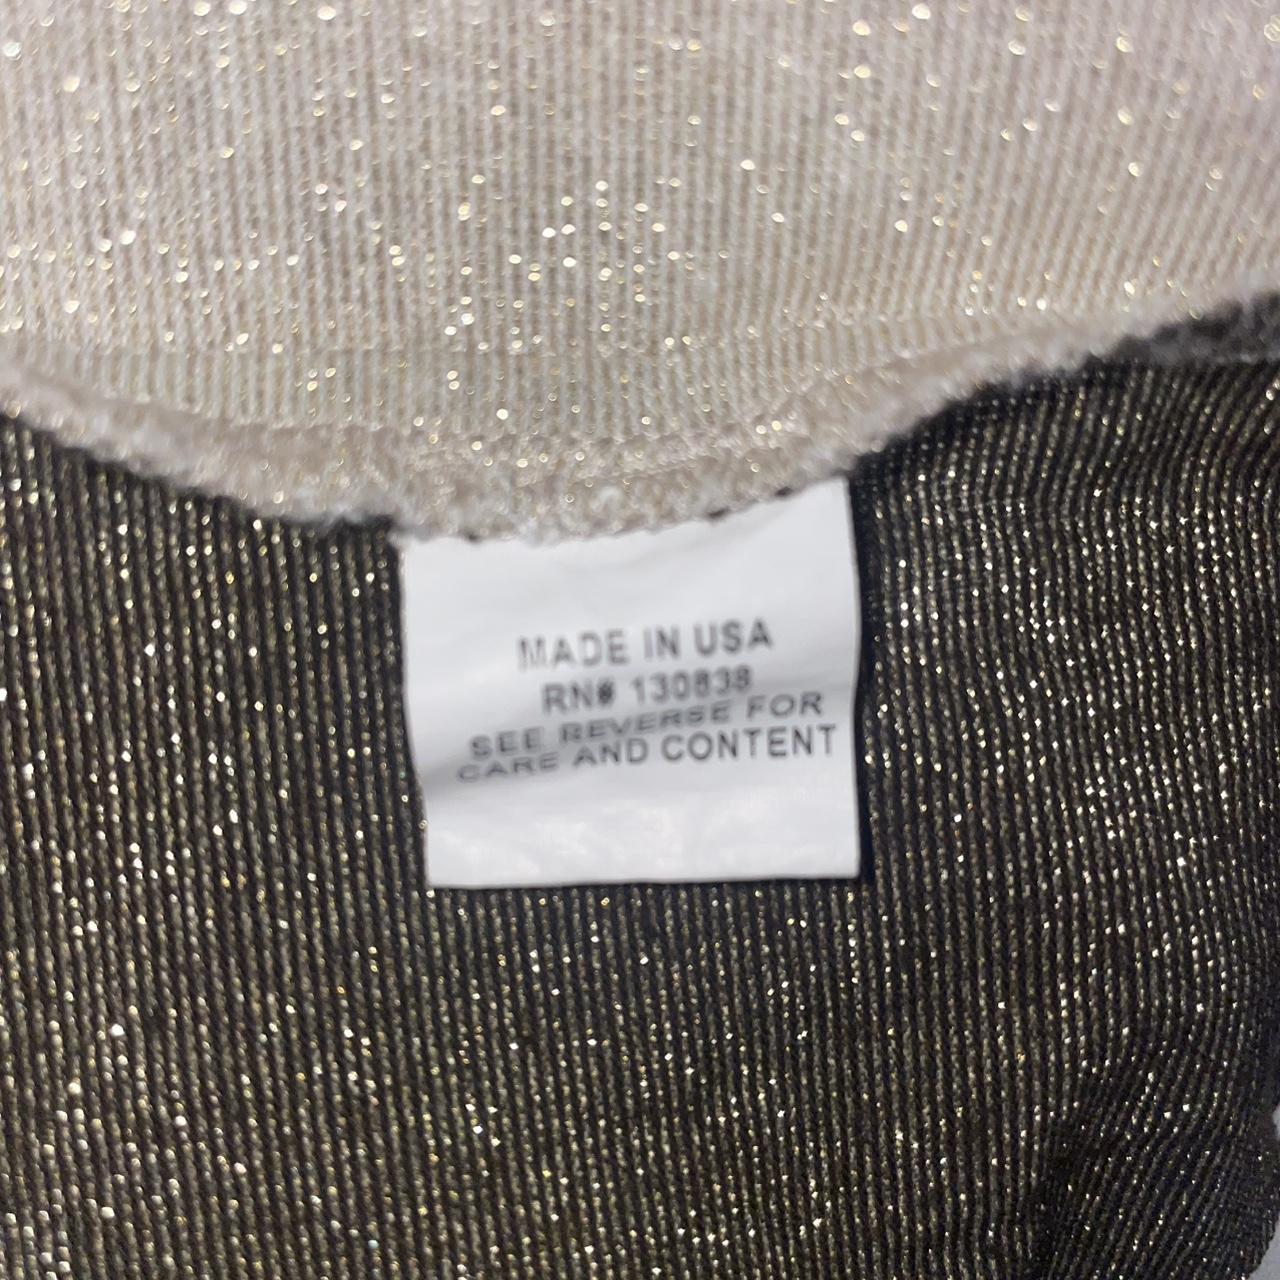 MADE IN USA
RN# 130838
SEE REVERSE FOR
CARE AND CONTENT